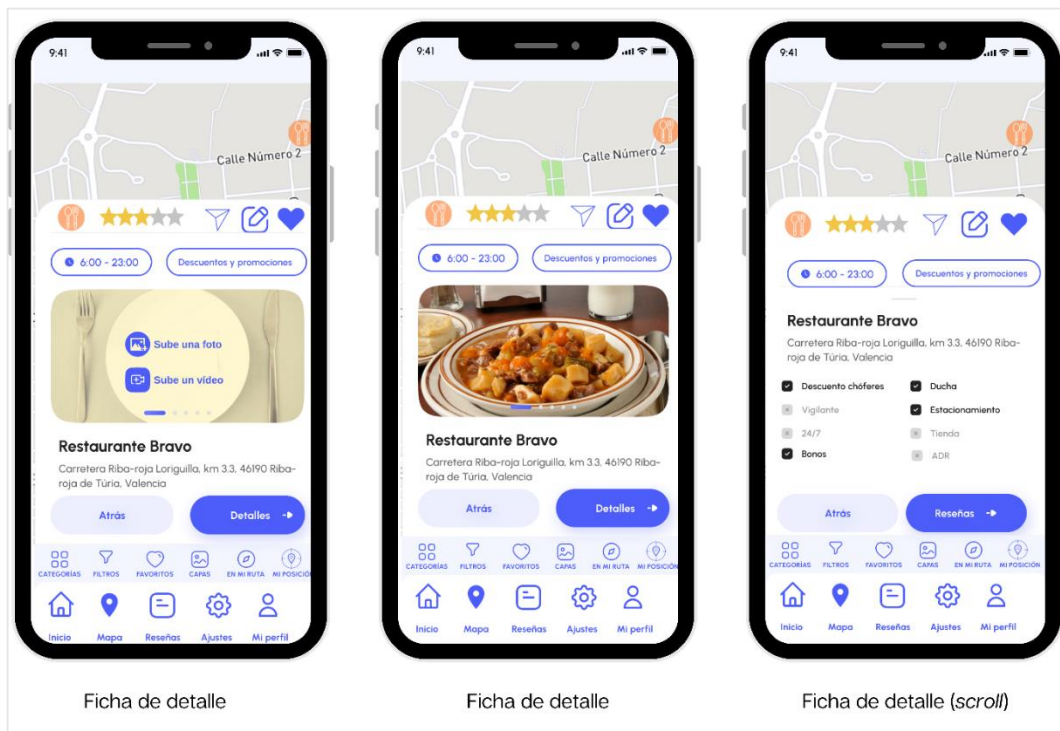 9:41
Calle Número 2
6:00 - 23:00
Descuentos y promociones
Sube una foto
Sube un vídeo
Restaurante Bravo
Carretera Riba-roja Loriguilla, km 3.3, 46190 Riba-
roja de Túria, Valencia
Atrás
Detalles
CATEGORÍAS FILTROS FAVORITOS CAPAS EN MI RUTA MI POSICIÓN
Inicio Mapa Reseñas Ajustes Mi perfil
Ficha de detalle
9:41
Calle Número 2
6:00 - 23:00
Descuentos y promociones
Restaurante Bravo
Carretera Riba-roja Loriguilla, km 3.3, 46190 Riba-
roja de Túria, Valencia
Atrás
Detalles
CATEGORÍAS FILTROS FAVORITOS CAPAS EN MI RUTA MI POSICIÓN
Inicio Mapa Reseñas Ajustes Mi perfil
Ficha de detalle
9:41
Calle Número 2
6:00 - 23:00
Descuentos y promociones
Restaurante Bravo
Carretera Riba-roja Loriguilla, km 3.3, 46190 Riba-
roja de Túria, Valencia
Descuento chóferes
Ducha
Vigilante
Estacionamiento
24/7
Tienda
Bonos
ADR
Atrás
Reseñas
CATEGORÍAS FILTROS FAVORITOS CAPAS EN MI RUTA MI POSICIÓN
Inicio Mapa Reseñas Ajustes Mi perfil
Ficha de detalle (scroll)